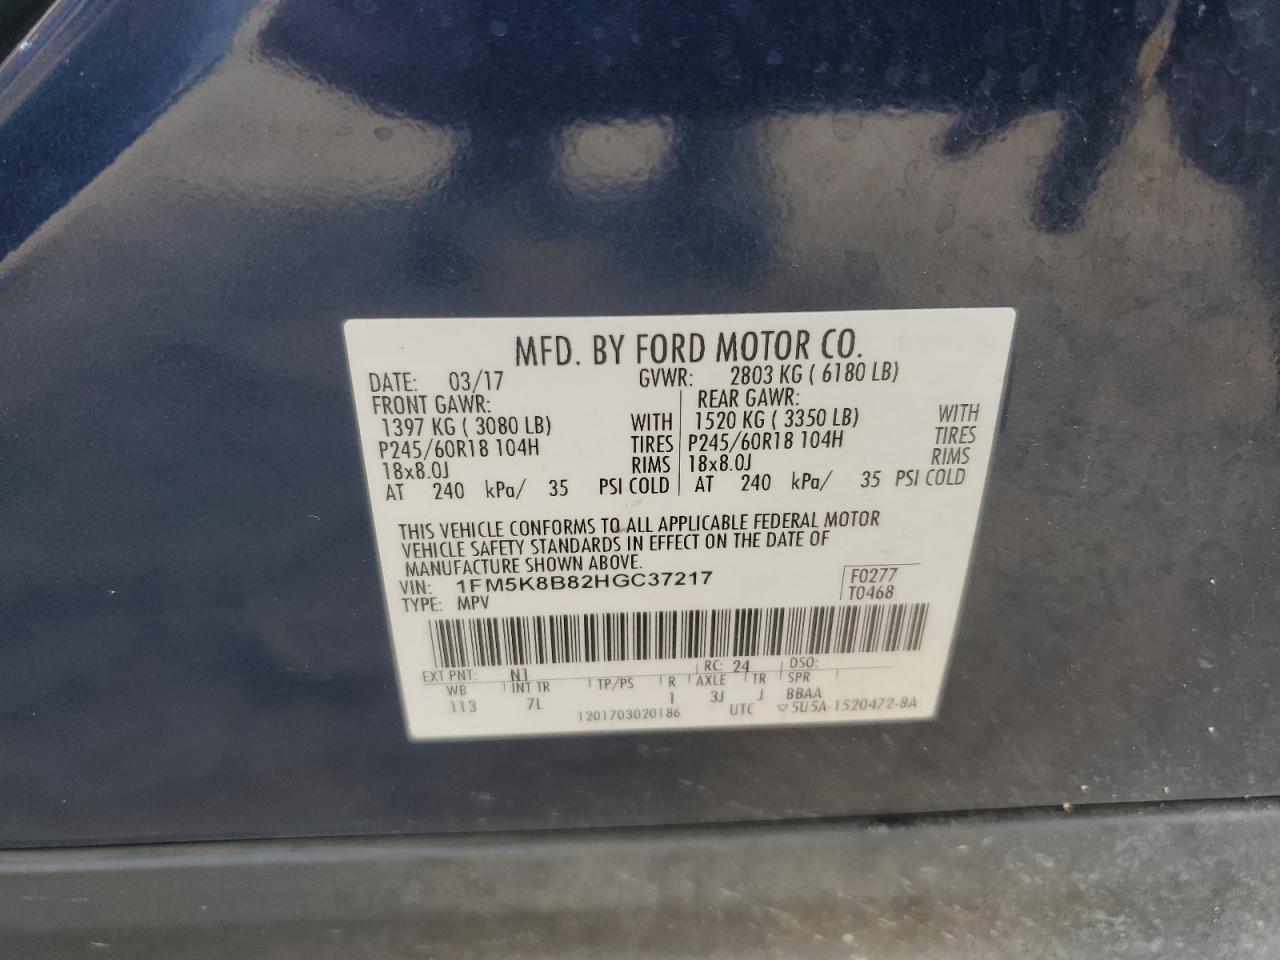 MFD. BY FORD MOTOR CO.
DATE: 03/17 GVWR: 2803 KG ( 6180 LB)
FRONT GAWR: REAR GAWR:
1397 KG ( 3080 LB) WITH 1520 KG ( 3350 LB) WITH
P245/60R18 104H TIRES P245/60R18 104H TIRES
18x8.0J RIMS 18x8.0J RIMS
AT 240 kPa/ 35 PSI COLD AT 240 kPa/ 35 PSI COLD
THIS VEHICLE CONFORMS TO ALL APPLICABLE FEDERAL MOTOR
VEHICLE SAFETY STANDARDS IN EFFECT ON THE DATE OF
MANUFACTURE SHOWN ABOVE.
VIN: 1FM5K8B82HGC37217 F0277
TYPE: MPV T0468
EXT PNT: N1 RC: 24 DSO:
WB INT TR TP/PS R AXLE TR SPR
113 7L 1 3J J BBAA
1201703020186 UTC ▽5U5A-1520472-BA